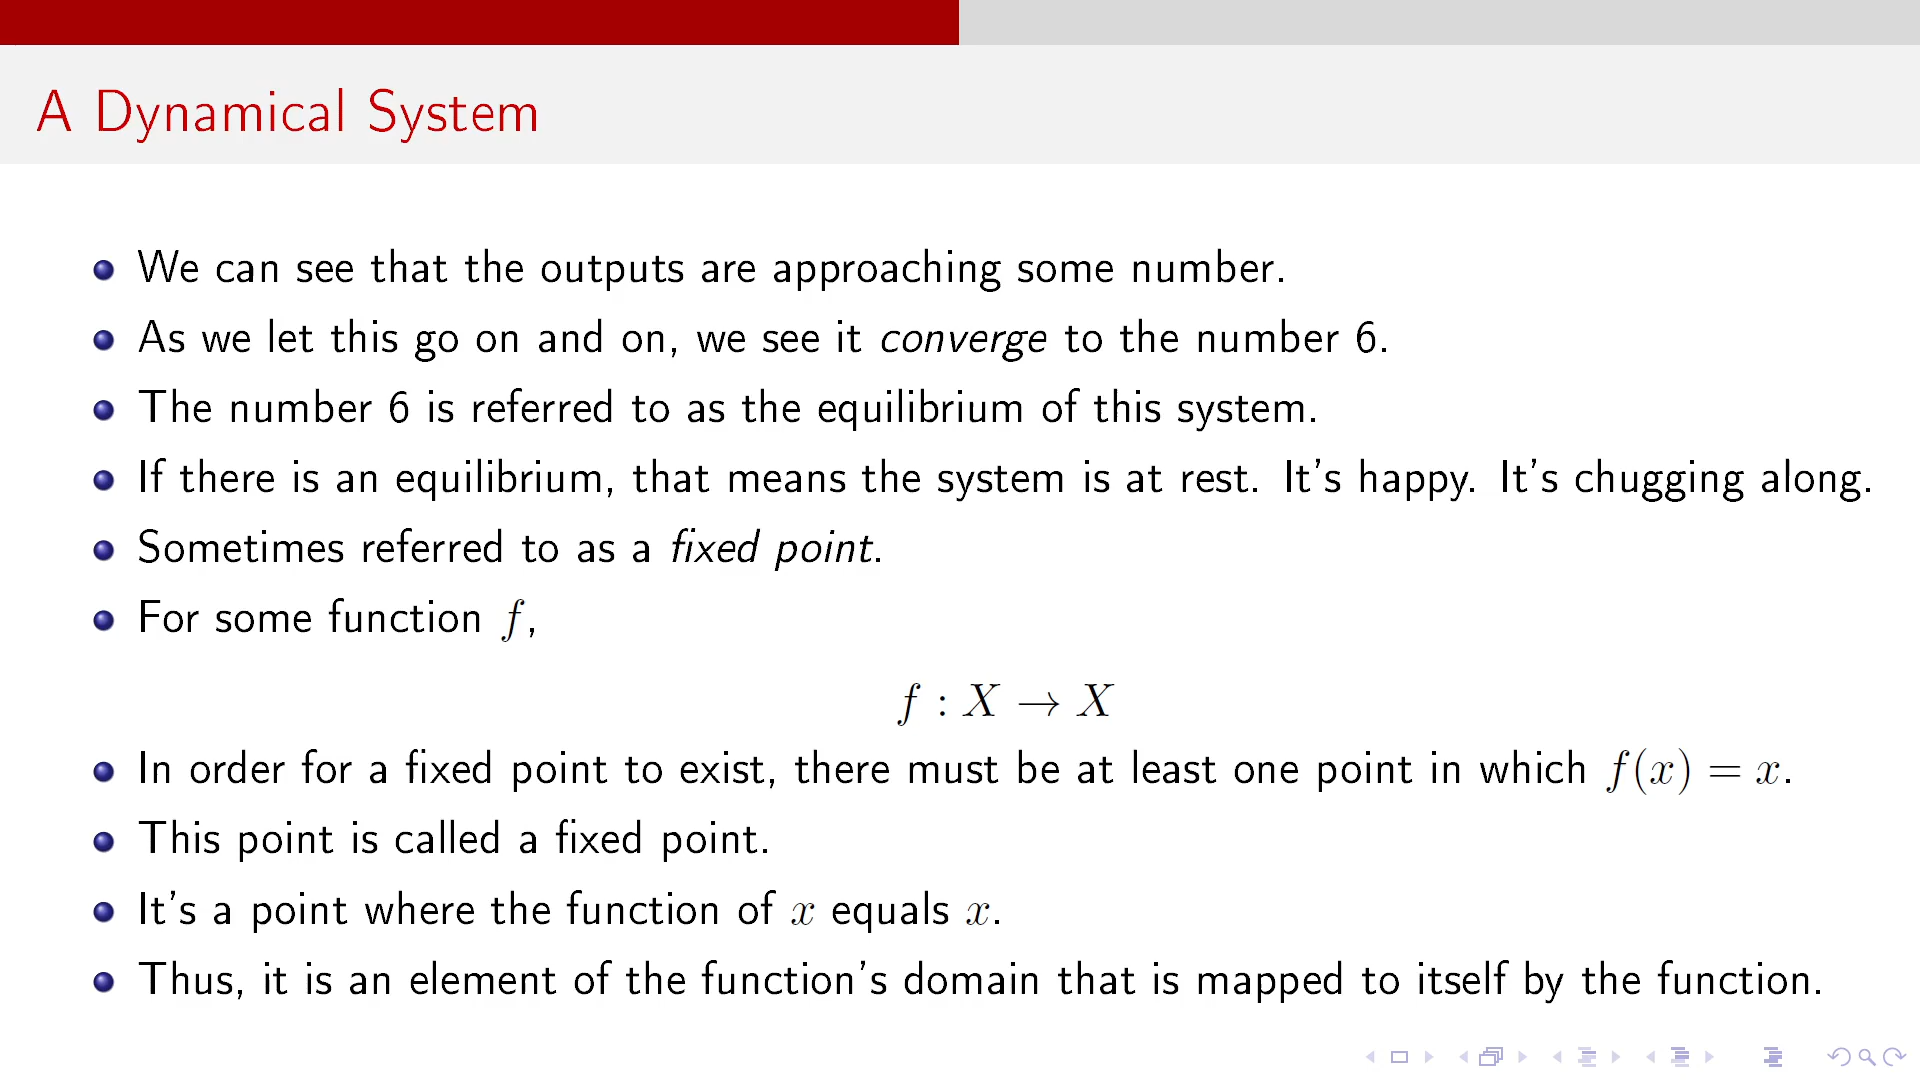 A Dynamical System
We can see that the outputs are approaching some number.
As we let this go on and on, we see it converge to the number 6.
The number 6 is referred to as the equilibrium of this system.
If there is an equilibrium, that means the system is at rest. It's happy. It's chugging along.
Sometimes referred to as a fixed point.
For some function f,
f : X → X
In order for a fixed point to exist, there must be at least one point in which f(x) = x.
This point is called a fixed point.
It's a point where the function of x equals x.
Thus, it is an element of the function's domain that is mapped to itself by the function.